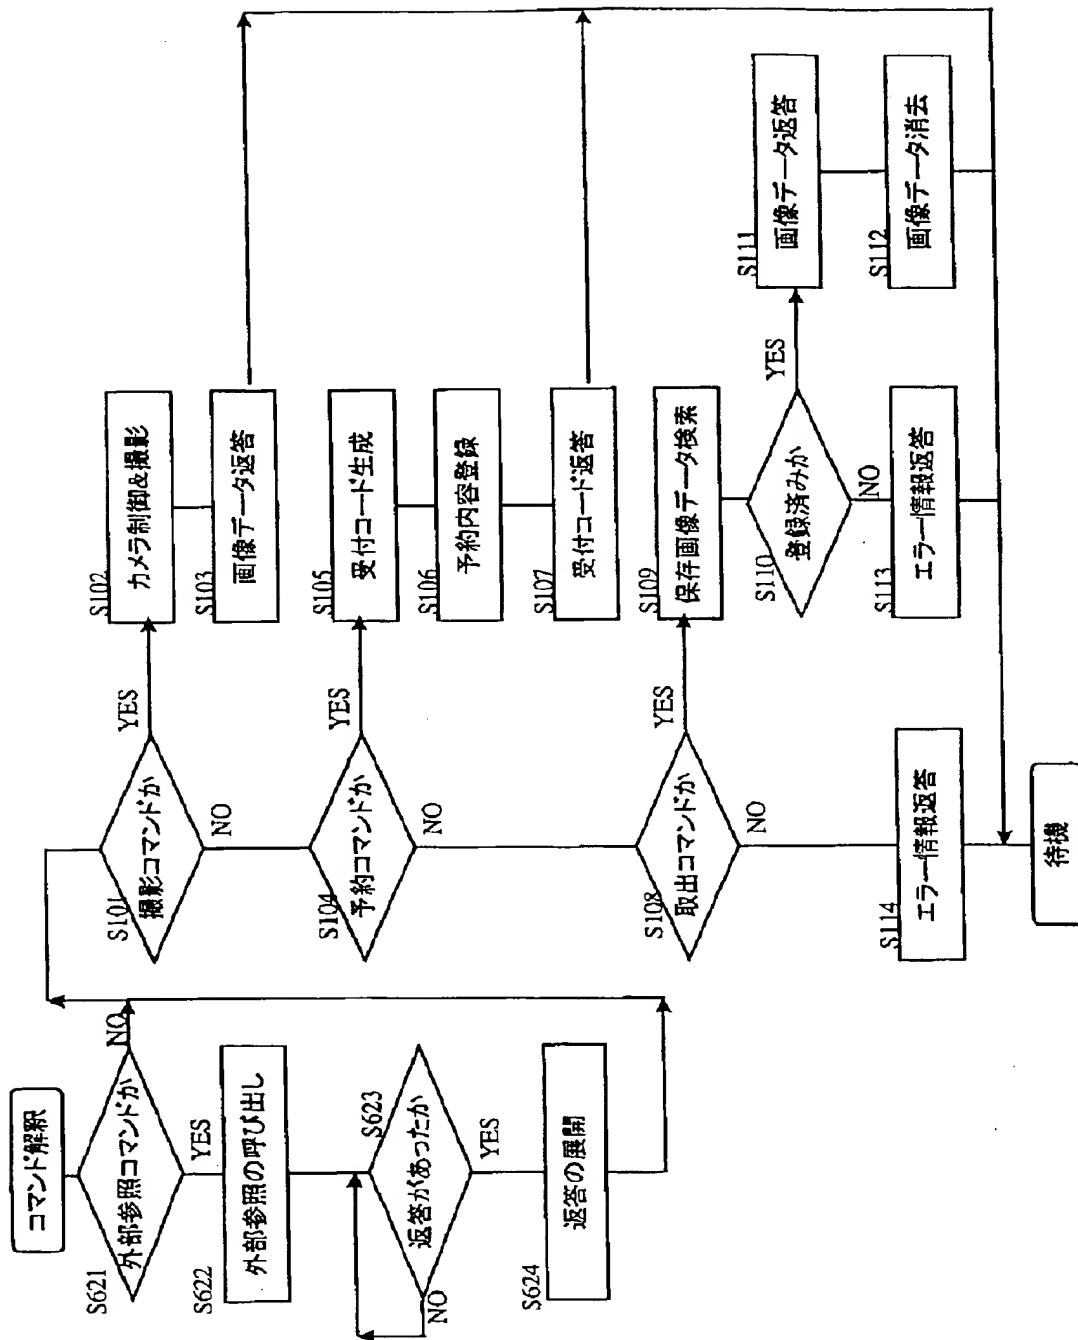 コマンド解釈
S621
外部参照コマンドか
NO
YES
S622
外部参照の呼び出し
S623
返答があったか
NO
YES
S624
返答の展開
S101
撮影コマンドか
YES
NO
S102
カメラ制御&撮影
S103
画像データ返答
S104
予約コマンドか
YES
NO
S105
受付コード生成
S106
予約内容登録
S107
受付コード返答
S108
取出コマンドか
YES
NO
S109
保存画像データ検索
S110
登録済みか
YES
NO
S111
画像データ返答
S112
画像データ消去
S113
エラー情報返答
S114
エラー情報返答
待機